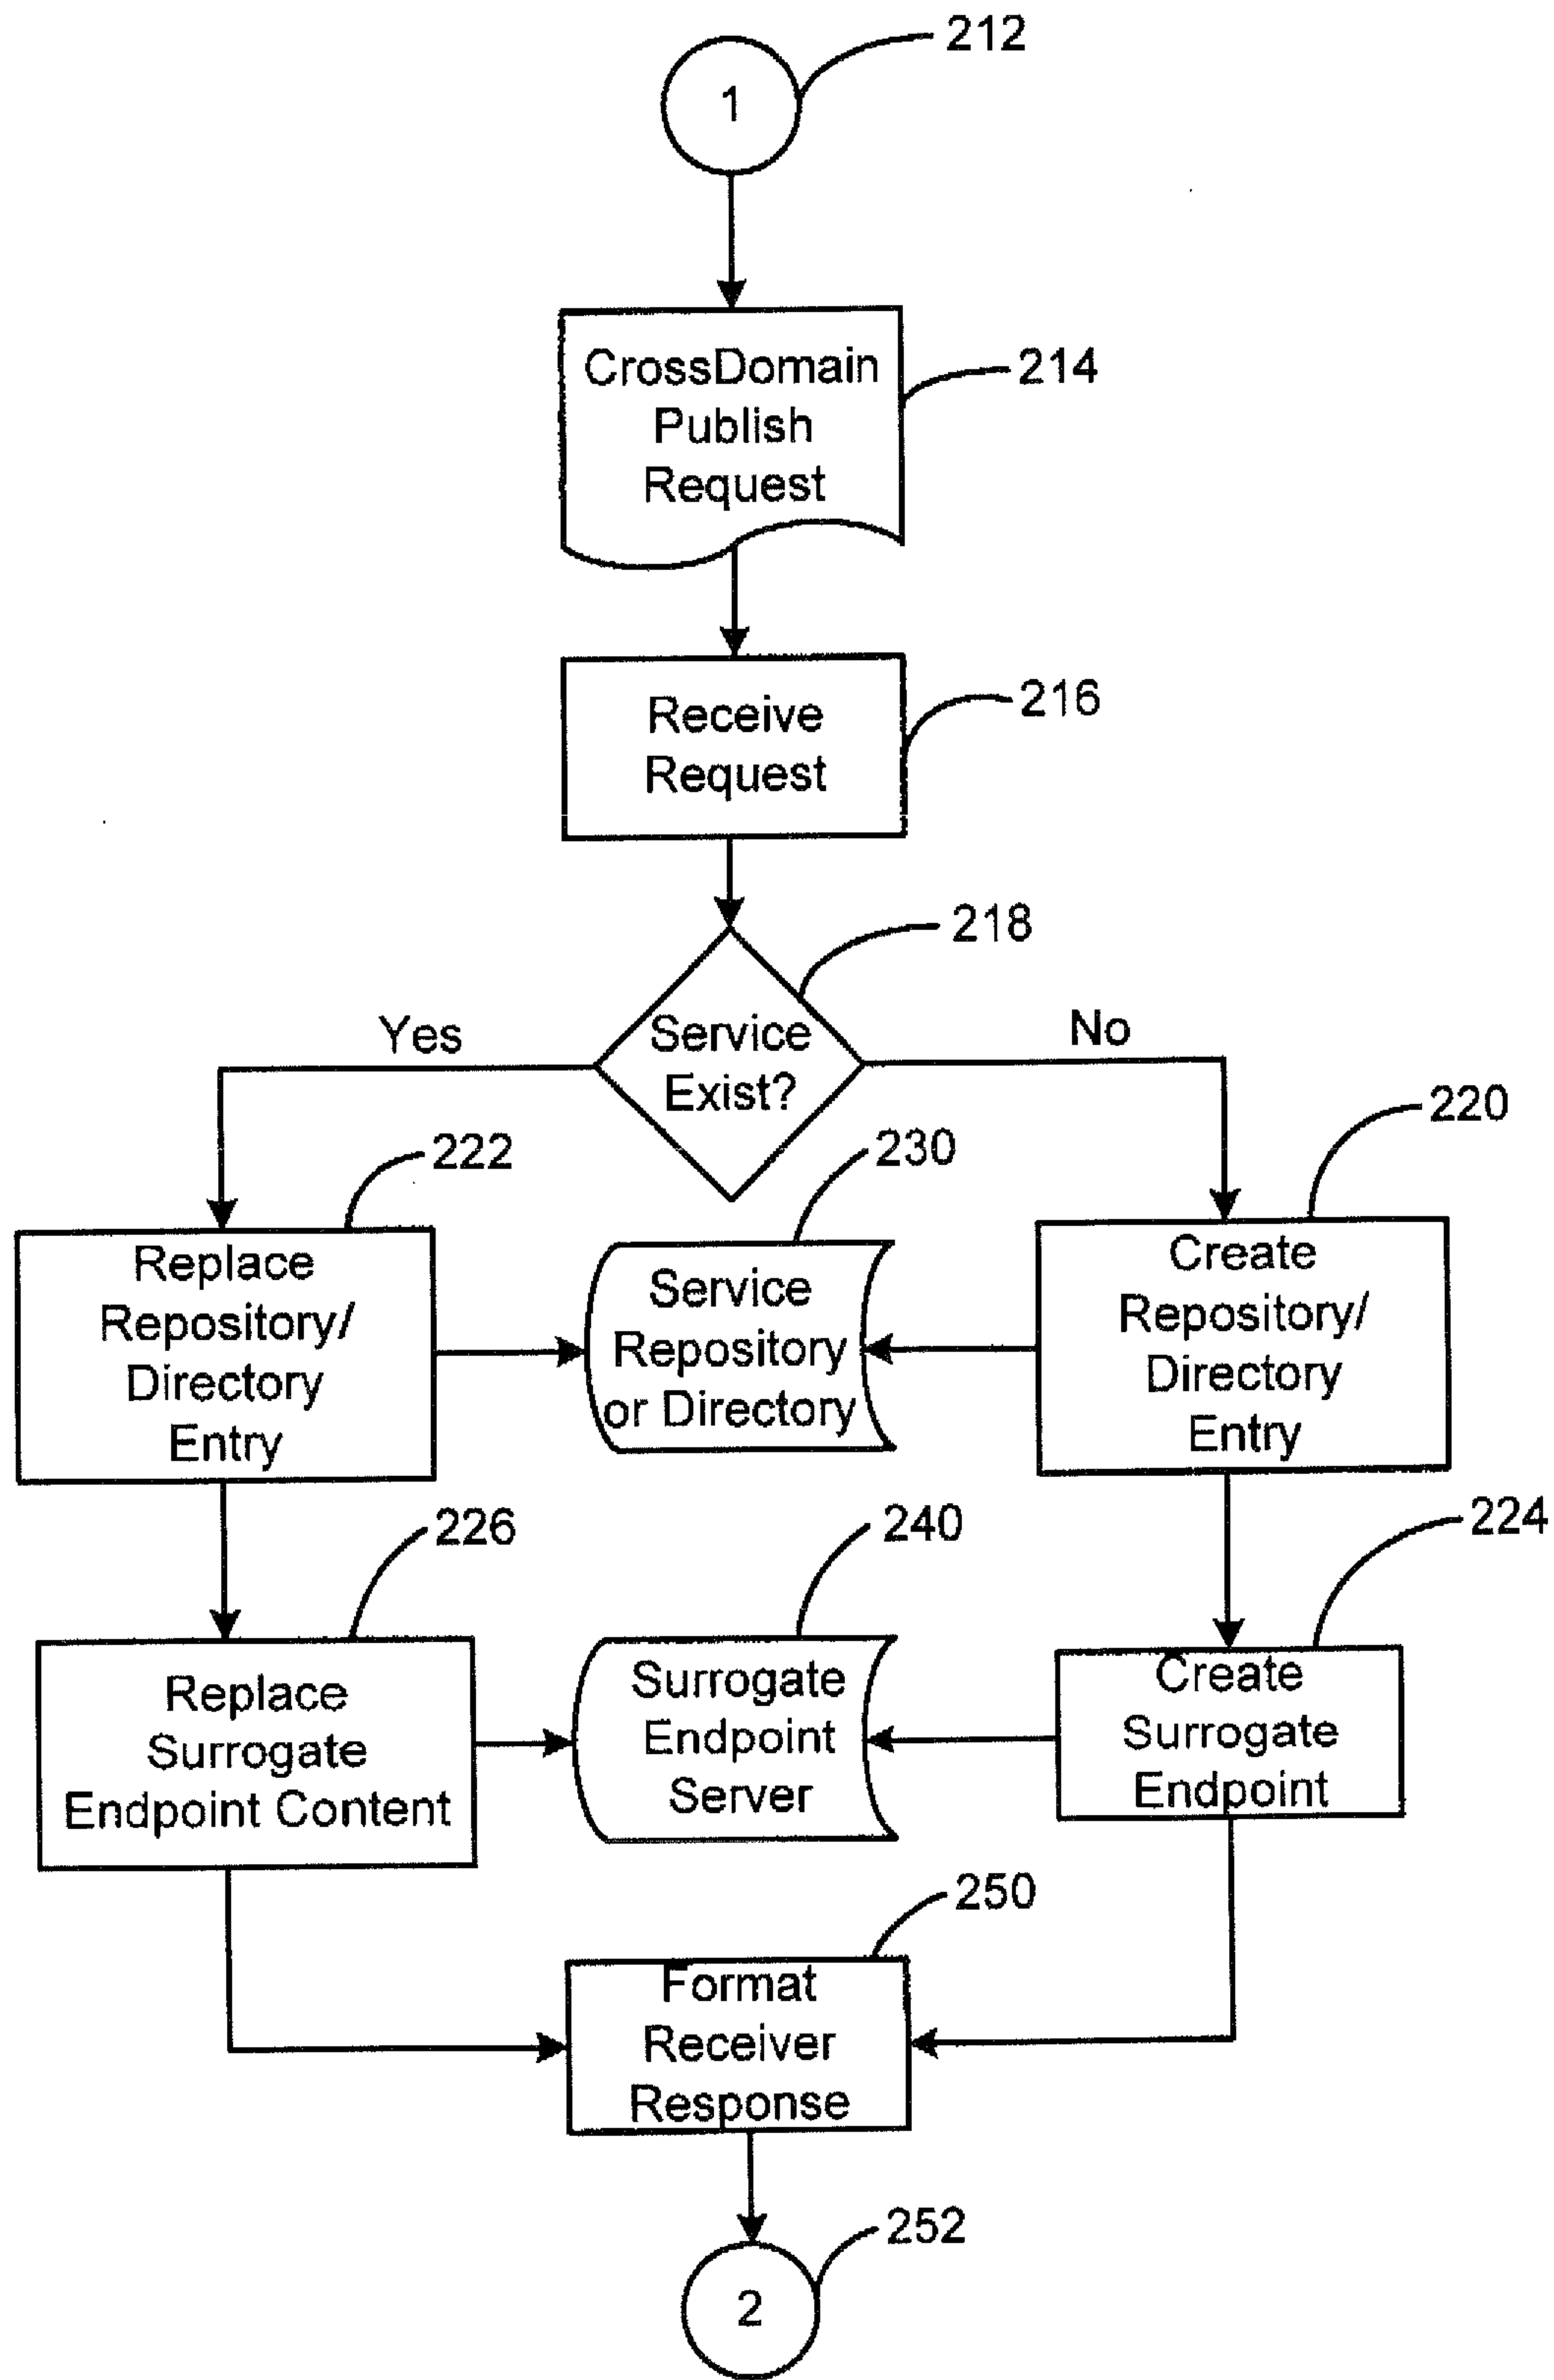 212
1
CrossDomain
Publish
Request
214
Receive
Request
216
218
Service
Exist?
Yes
No
222
230
220
Replace
Repository/
Directory
Entry
Service
Repository
or Directory
Create
Repository/
Directory
Entry
226
240
224
Replace
Surrogate
Endpoint Content
Surrogate
Endpoint
Server
Create
Surrogate
Endpoint
250
Format
Receiver
Response
252
2